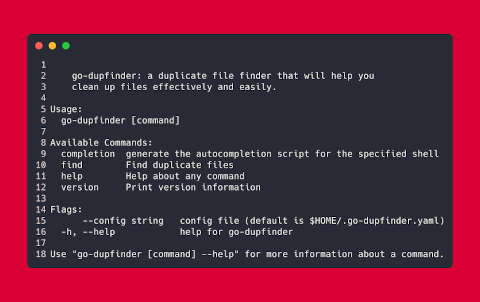 1
2 go-dupfinder: a duplicate file finder that will help you
3 clean up files effectively and easily.
4
5 Usage:
6 go-dupfinder [command]
7
8 Available Commands:
9 completion generate the autocompletion script for the specified shell
10 find Find duplicate files
11 help Help about any command
12 version Print version information
13
14 Flags:
15 --config string config file (default is $HOME/.go-dupfinder.yaml)
16 -h, --help help for go-dupfinder
17
18 Use "go-dupfinder [command] --help" for more information about a command.